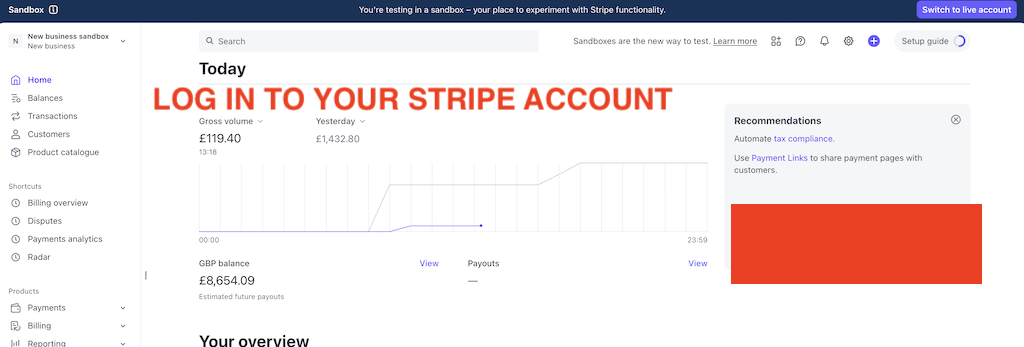 Sandbox
You're testing in a sandbox – your place to experiment with Stripe functionality.
Switch to live account
N
New business sandbox
New business
Search
Sandboxes are the new way to test. Learn more
Setup guide
Home
Balances
Transactions
Customers
Product catalogue
Shortcuts
Billing overview
Disputes
Payments analytics
Radar
Products
Payments
Billing
Reporting
Today
LOG IN TO YOUR STRIPE ACCOUNT
Gross volume
Yesterday
£119.40
£1,432.80
13:18
00:00
23:59
GBP balance
View
Payouts
View
£8,654.09
—
Estimated future payouts
Your overview
Recommendations
Automate tax compliance.
Use Payment Links to share payment pages with
customers.